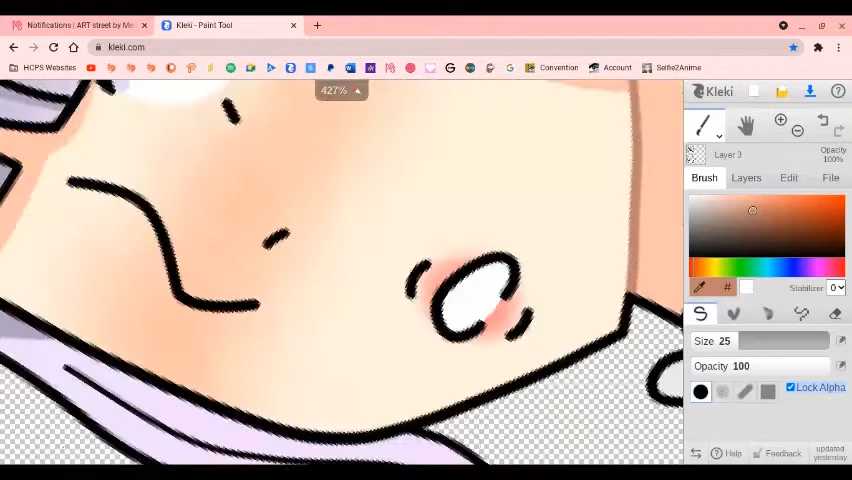 Notifications | ART street by Me
Kleki - Paint Tool
kleki.com
HCPS Websites
Convention
Account
Selfie2Anime
427%
Kleki
Layer 3
Opacity
100%
Brush
Layers
Edit
File
#
Stabilizer 0
Size 25
Opacity 100
Lock Alpha
Help
Feedback
updated
yesterday